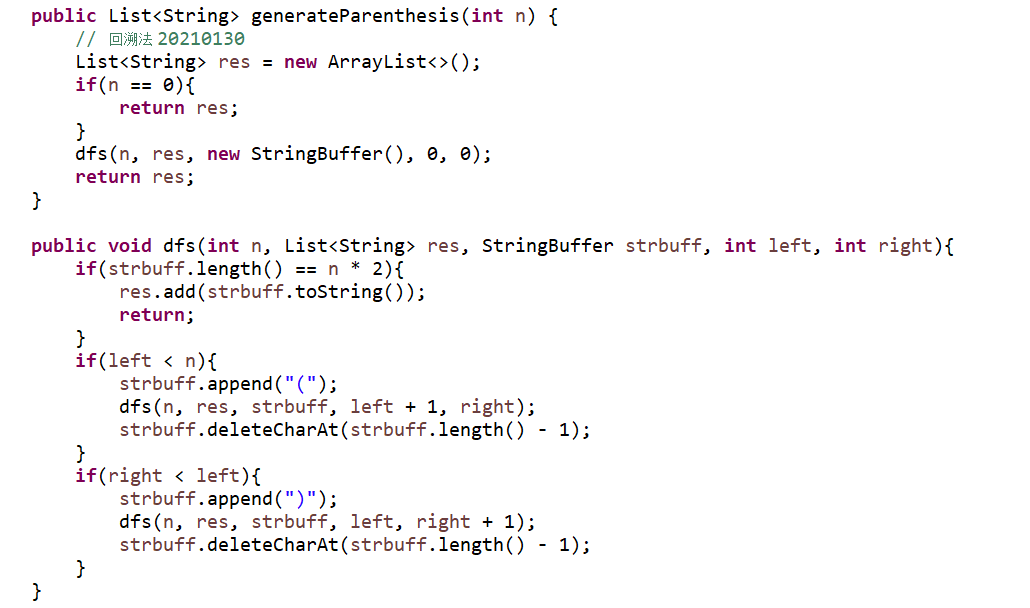 public List<String> generateParenthesis(int n) {
    // 回溯法 20210130
    List<String> res = new ArrayList<>();
    if(n == 0){
        return res;
    }
    dfs(n, res, new StringBuffer(), 0, 0);
    return res;
}

public void dfs(int n, List<String> res, StringBuffer strbuff, int left, int right){
    if(strbuff.length() == n * 2){
        res.add(strbuff.toString());
        return;
    }
    if(left < n){
        strbuff.append("(");
        dfs(n, res, strbuff, left + 1, right);
        strbuff.deleteCharAt(strbuff.length() - 1);
    }
    if(right < left){
        strbuff.append(")");
        dfs(n, res, strbuff, left, right + 1);
        strbuff.deleteCharAt(strbuff.length() - 1);
    }
}